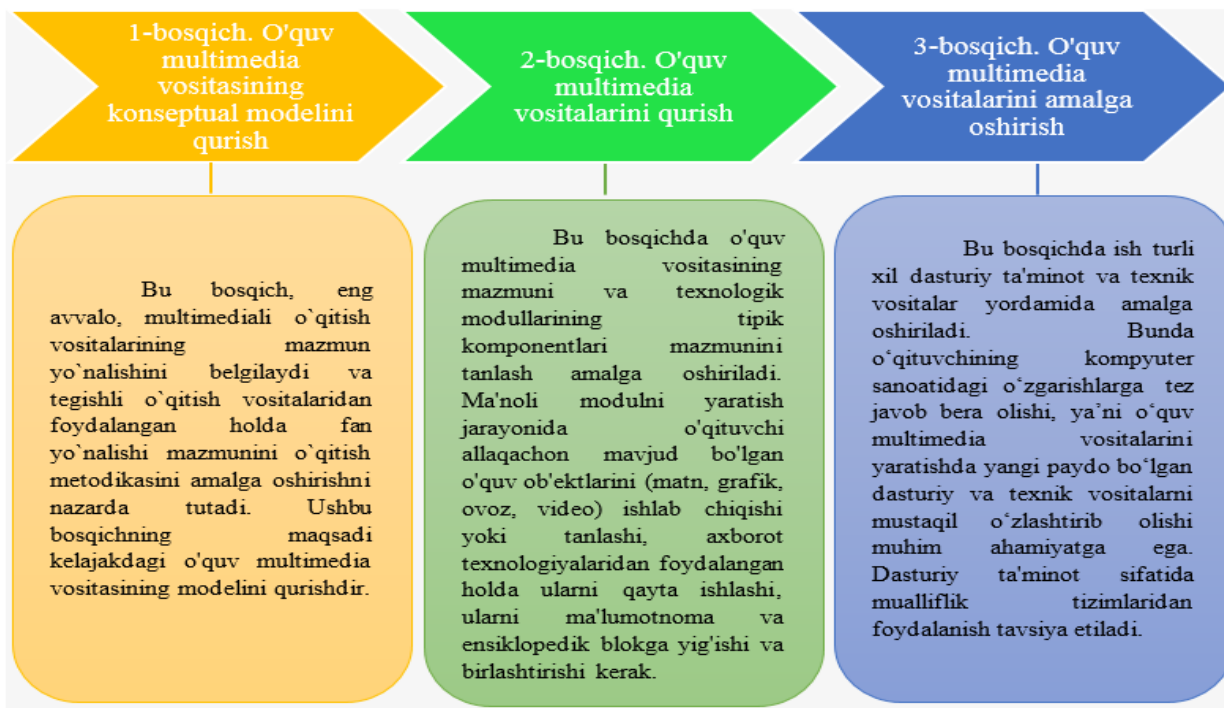 1-bosqich. O'quv
multimedia
vositasining
konseptual modelini
qurish
2-bosqich. O'quv
multimedia
vositalarini qurish
3-bosqich. O'quv
multimedia
vositalarini amalga
oshirish
Bu bosqich, eng
avvalo, multimediali o`qitish
vositalarining mazmun
yo`nalishini belgilaydi va
tegishli o`qitish vositalaridan
foydalangan holda fan
yo`nalishi mazmunini o`qitish
metodikasini amalga oshirishni
nazarda tutadi. Ushbu
bosqichning maqsadi
kelajakdagi o'quv multimedia
vositasining modelini qurishdir.
Bu bosqichda o'quv
multimedia vositasining
mazmuni va texnologik
modullarining tipik
komponentlari mazmunini
tanlash amalga oshiriladi.
Ma'noli modulni yaratish
jarayonida o'qituvchi
allaqachon mavjud bo'lgan
o'quv ob'ektlarini (matn, grafik,
ovoz, video) ishlab chiqishi
yoki tanlashi, axborot
texnologiyalaridan foydalangan
holda ularni qayta ishlashi,
ularni ma'lumotnoma va
ensiklopedik blokga yig'ishi va
birlashtirishi kerak.
Bu bosqichda ish turli
xil dasturiy ta'minot va texnik
vositalar yordamida amalga
oshiriladi. Bunda
o‘qituvchining kompyuter
sanoatidagi o‘zgarishlarga tez
javob bera olishi, ya’ni o‘quv
multimedia vositalarini
yaratishda yangi paydo bo‘lgan
dasturiy va texnik vositalarni
mustaqil o‘zlashtirib olishi
muhim ahamiyatga ega.
Dasturiy ta'minot sifatida
mualliflik tizimlaridan
foydalanish tavsiya etiladi.